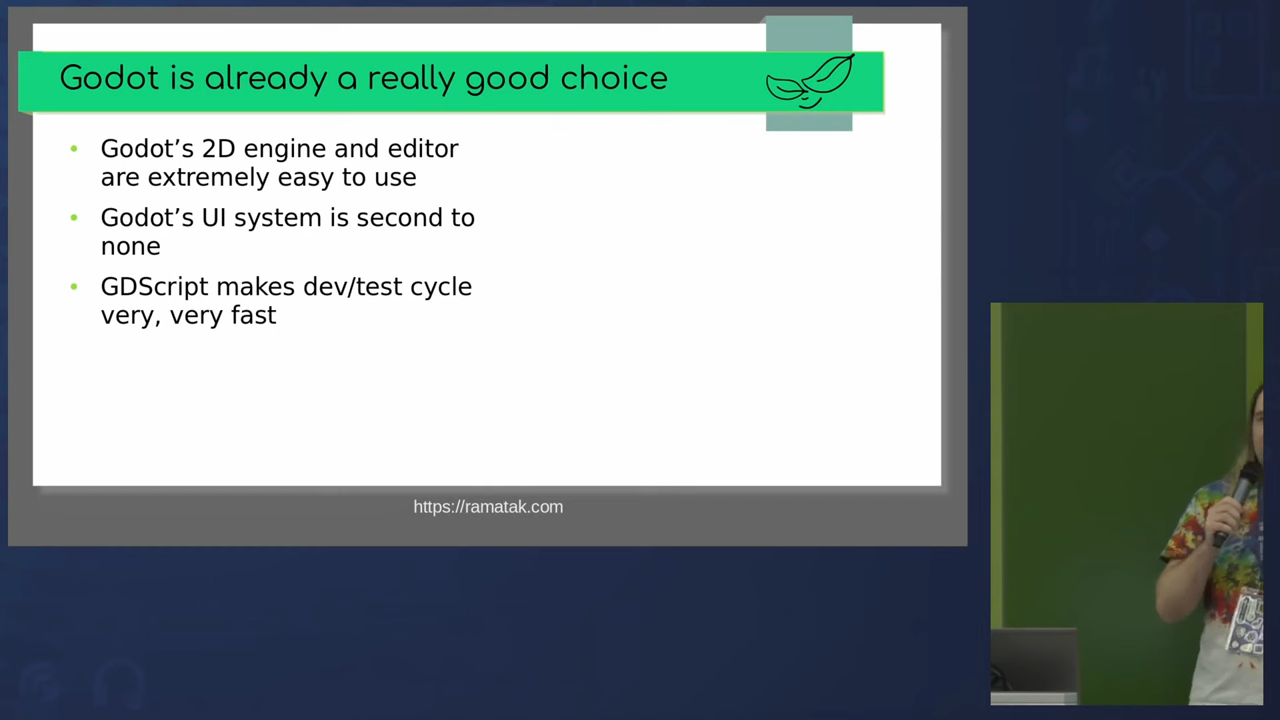 Godot is already a really good choice
Godot’s 2D engine and editor
are extremely easy to use
Godot’s UI system is second to
none
GDScript makes dev/test cycle
very, very fast
https://ramatak.com